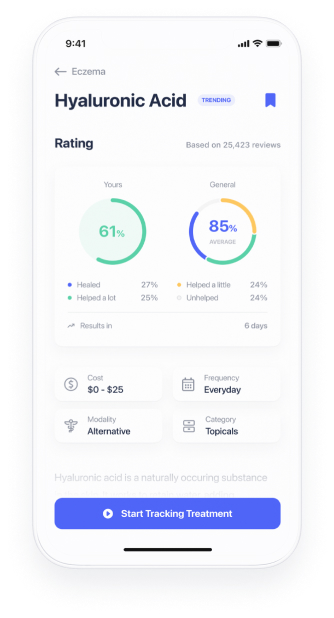 9:41
Eczema
Hyaluronic Acid TRENDING
Rating Based on 25,423 reviews
Yours General
61% 85%
AVERAGE
Healed 27% Helped a little 24%
Helped a lot 25% Unhelped 24%
Results in 6 days
Cost Frequency
$0 - $25 Everyday
Modality Category
Alternative Topicals
Hyaluronic acid is a naturally occuring substance
Start Tracking Treatment